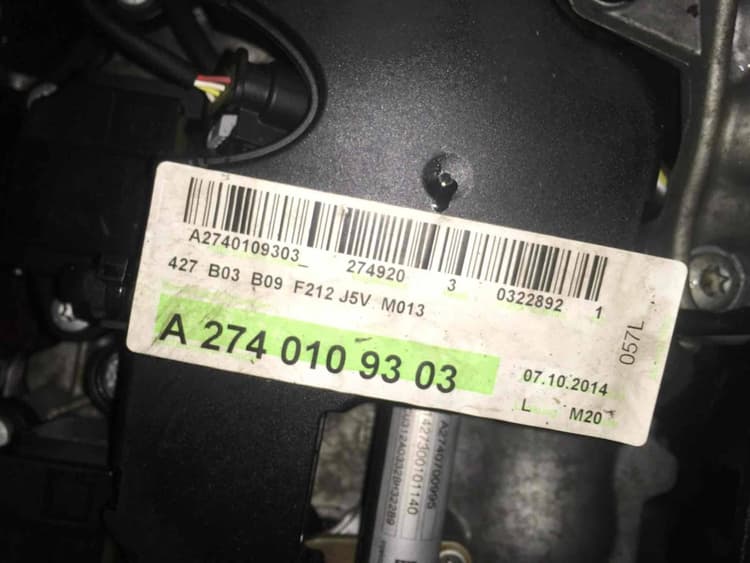 A2740109303_ 274920 3 0322892 1
427 B03 B09 F212 J5V M013
A 274 010 93 03
07.10.2014
L M20
057L
A2740700995